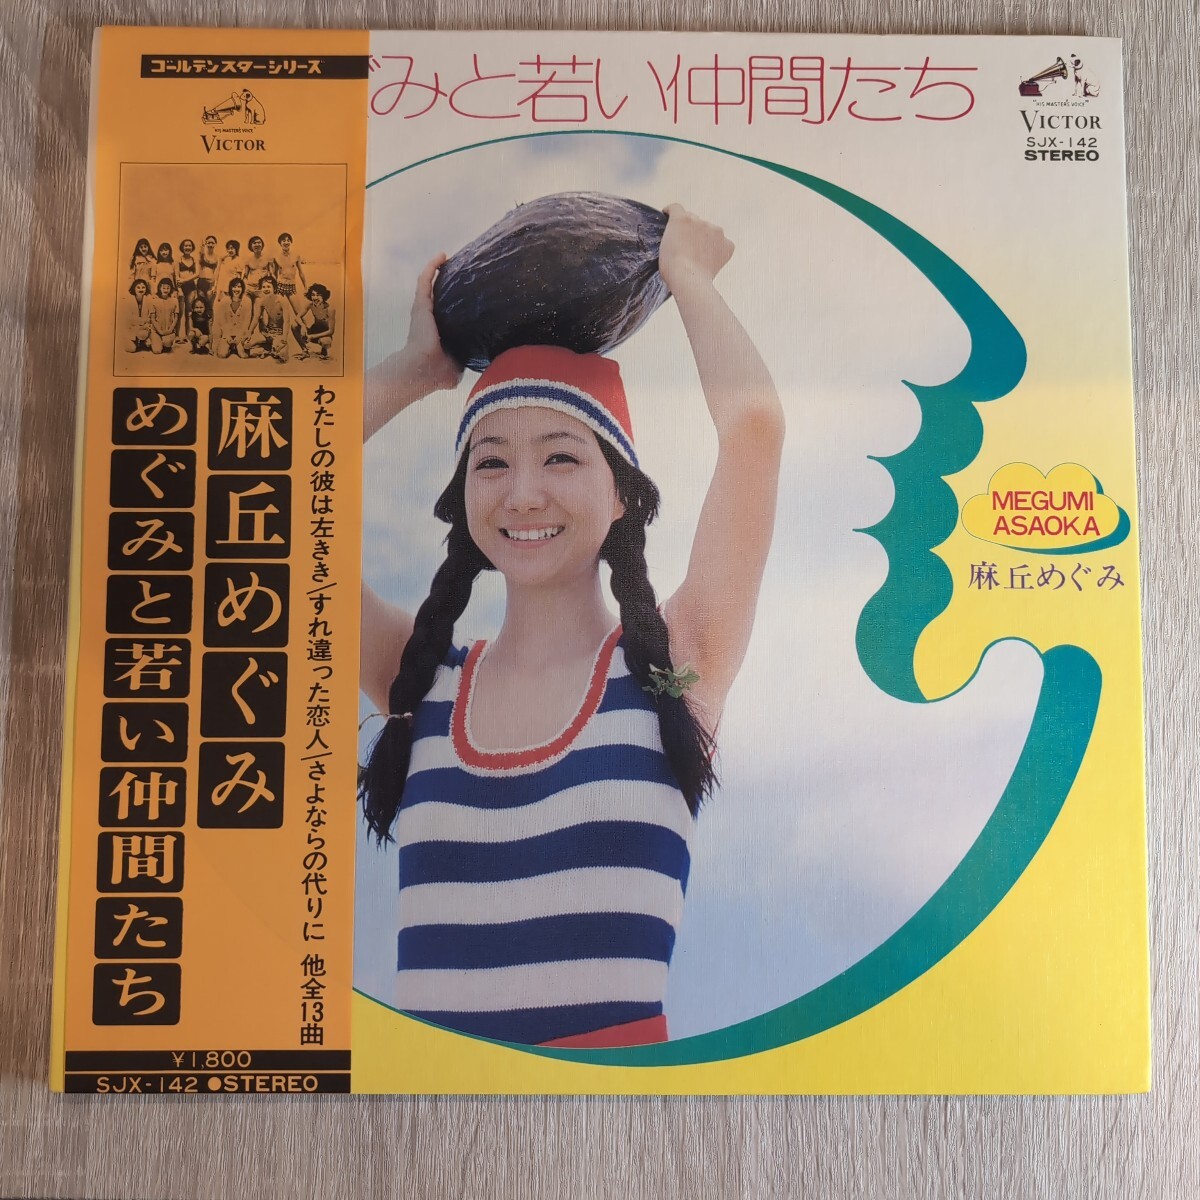 ゴールデンスターシリーズ
"HIS MASTER'S VOICE"
VICTOR
わたしの彼は左きき/すれ違った恋人/さよならの代りに 他全13曲
麻丘めぐみ
めぐみと若い仲間たち
¥1,800
SJX-142 ●STEREO
ぐみと若い仲間たち
"HIS MASTER'S VOICE"
VICTOR
SJX-142
STEREO
MEGUMI
ASAOKA
麻丘めぐみ